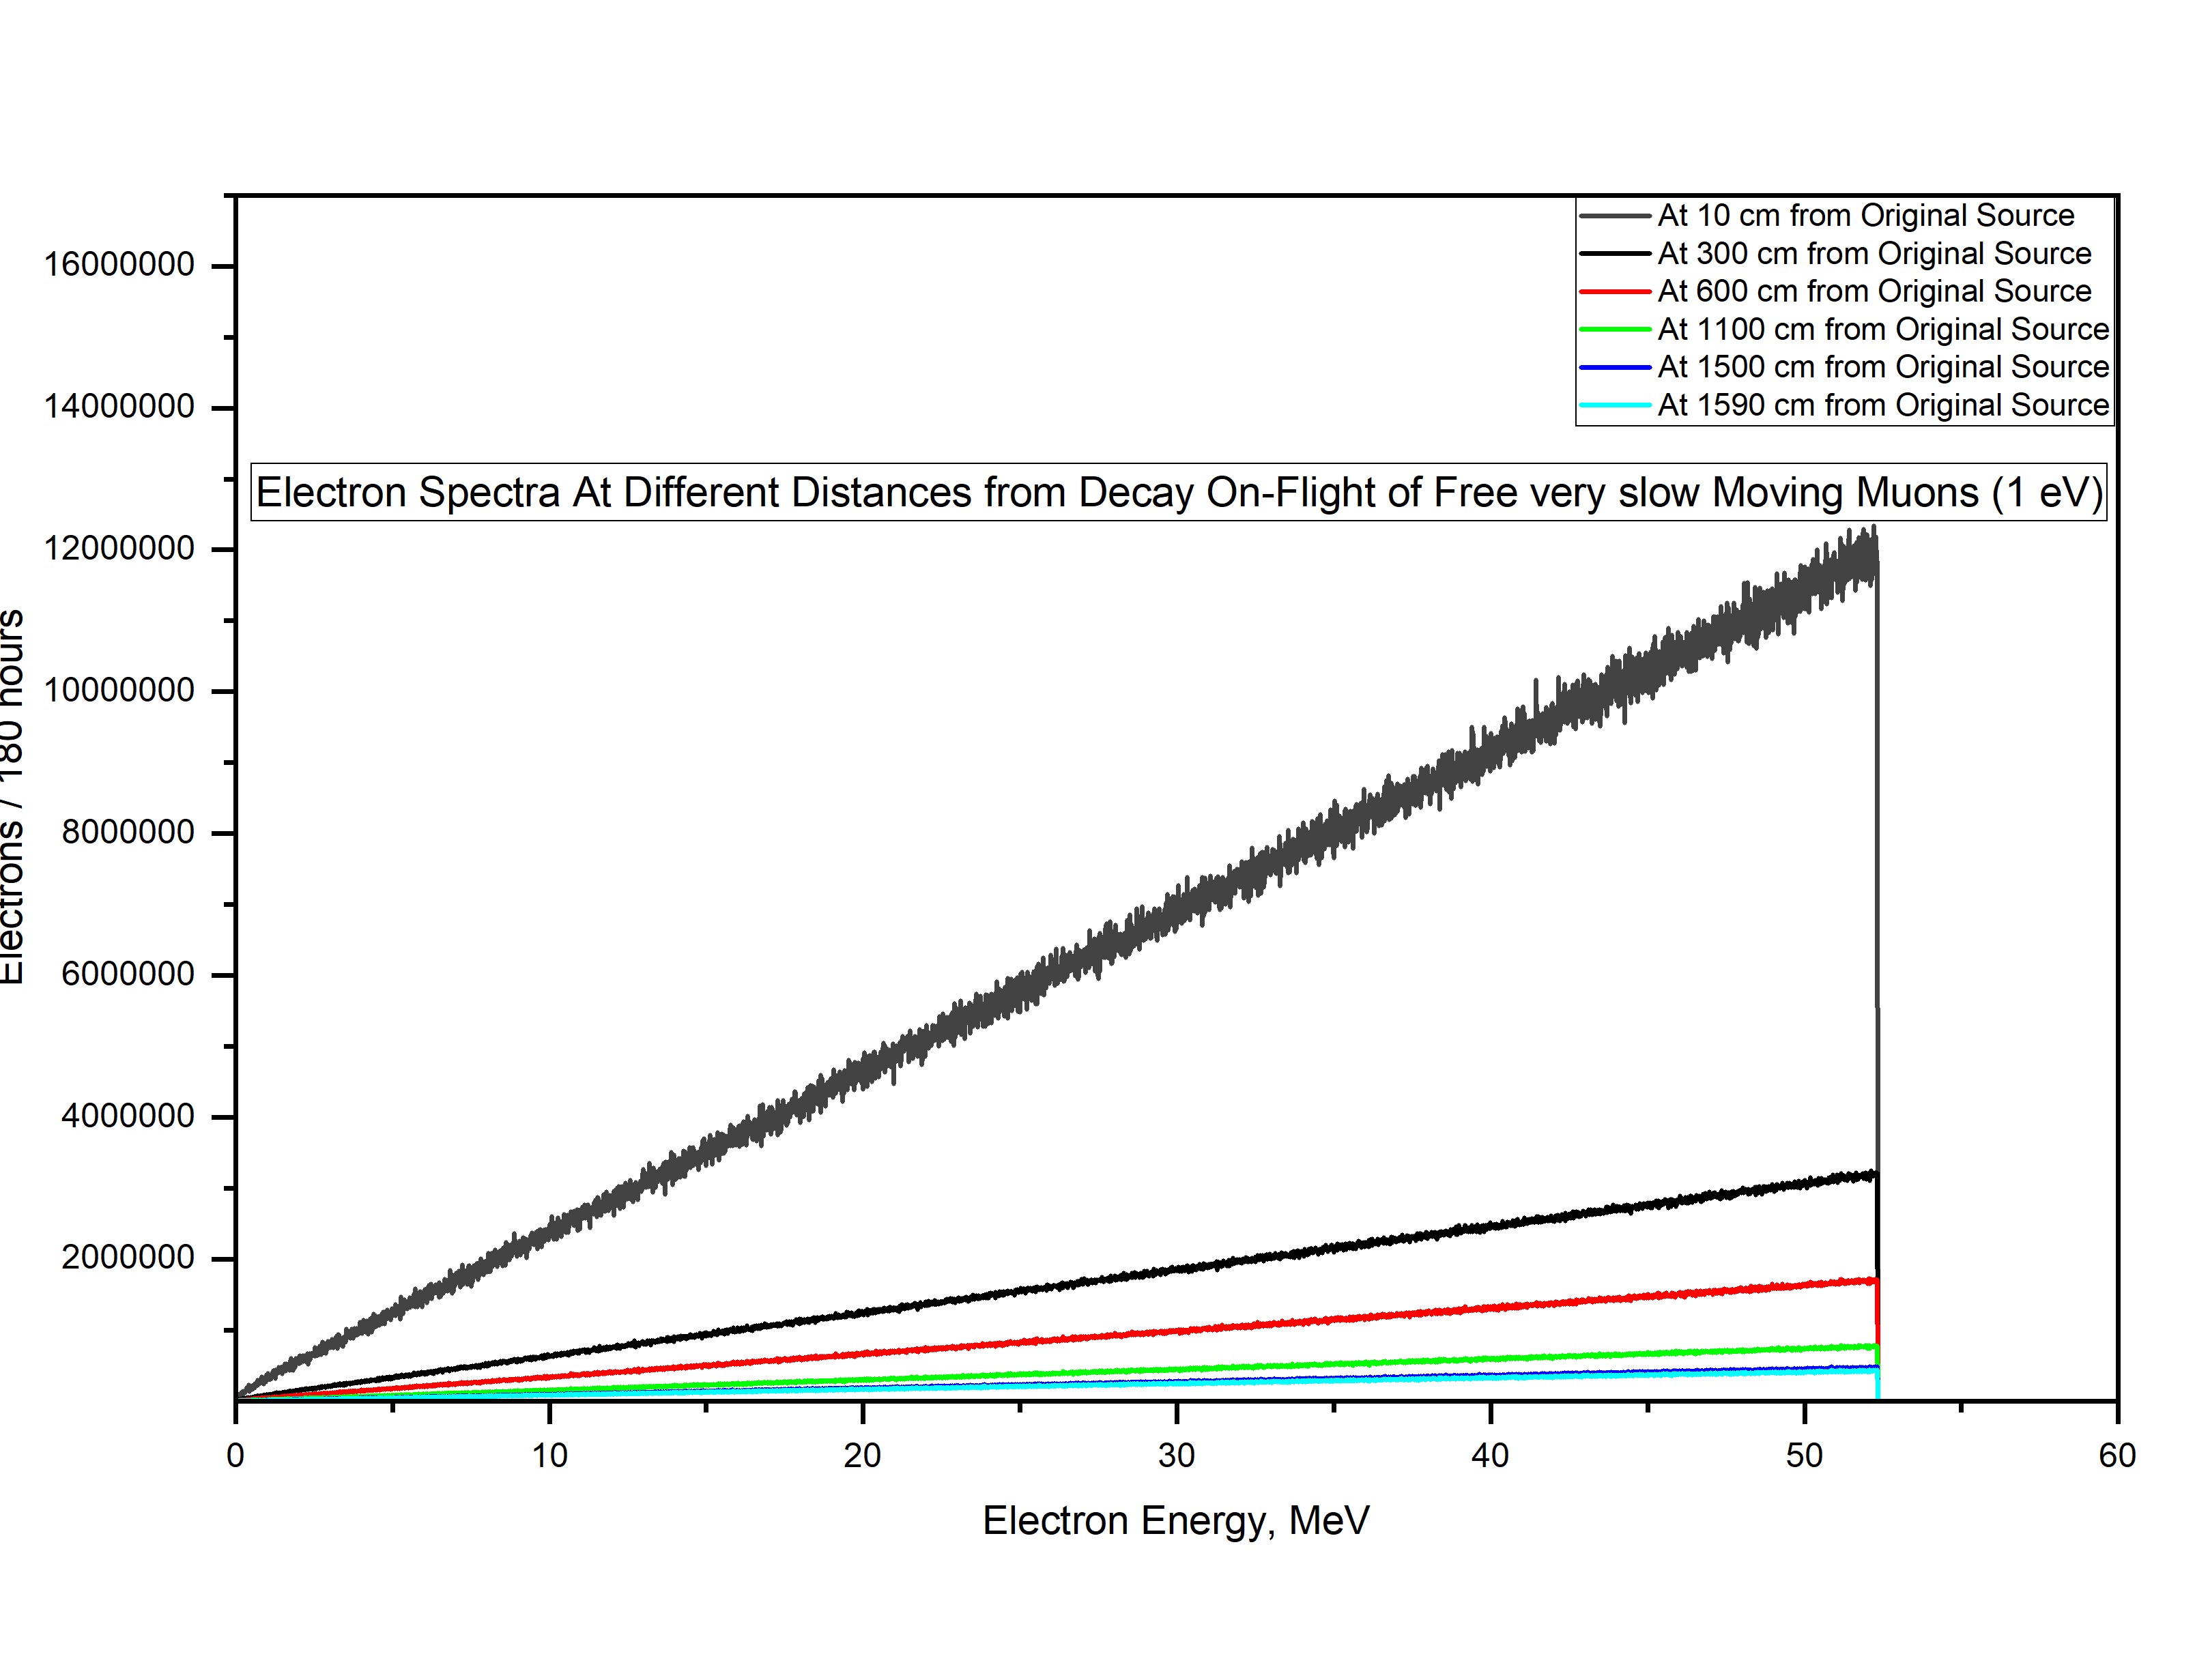 At 10 cm from Original Source
At 300 cm from Original Source
At 600 cm from Original Source
At 1100 cm from Original Source
At 1500 cm from Original Source
At 1590 cm from Original Source
Electron Spectra At Different Distances from Decay On-Flight of Free very slow Moving Muons (1 eV)
16000000
14000000
12000000
10000000
8000000
6000000
4000000
2000000
Electrons / 180 hours
0 10 20 30 40 50 60
Electron Energy, MeV